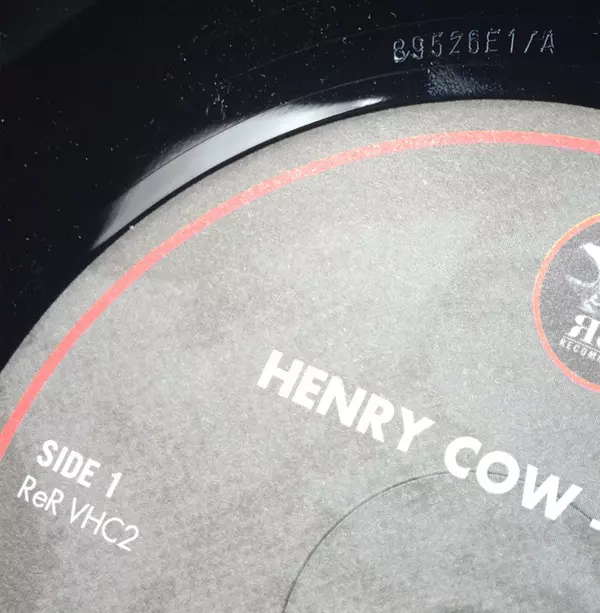 89526E1/A
HENRY COW -
SIDE 1
ReR VHC2